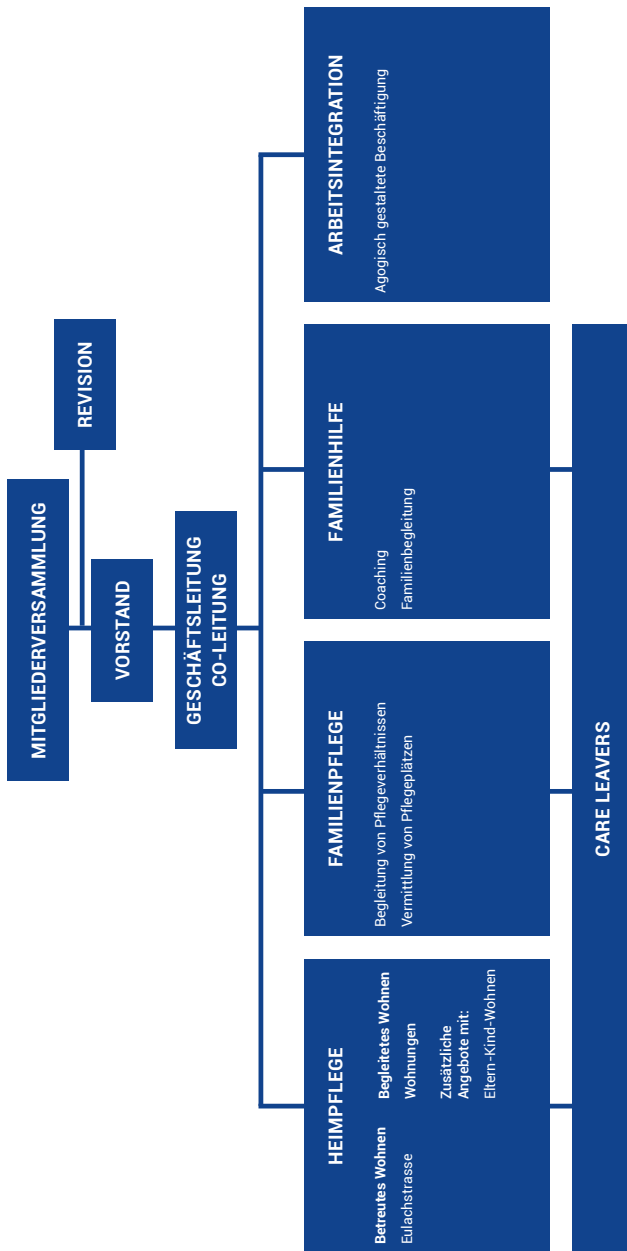 MITGLIEDERVERSAMMLUNG
REVISION
VORSTAND
GESCHÄFTSLEITUNG
CO-LEITUNG
HEIMPFLEGE
Betreutes Wohnen
Eulachstrasse
Begleitetes Wohnen
Wohnungen
Zusätzliche
Angebote mit:
Eltern-Kind-Wohnen
FAMILIENPFLEGE
Begleitung von Pflegeverhältnissen
Vermittlung von Pflegeplätzen
FAMILIENHILFE
Coaching
Familienbegleitung
ARBEITSINTEGRATION
Agogisch gestaltete Beschäftigung
CARE LEAVERS